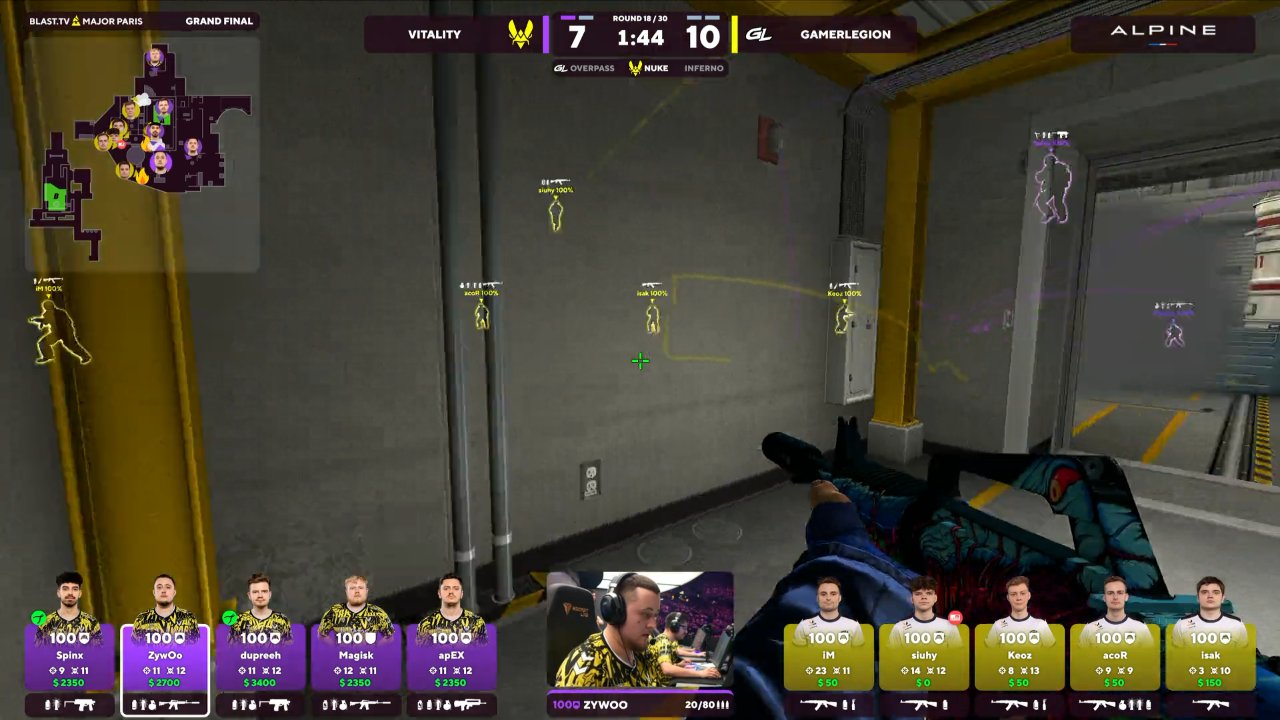 BLAST.TV MAJOR PARIS GRAND FINAL
VITALITY 7 ROUND 18 / 30 1:44 10 GL GAMERLEGION
ALPINE
GL OVERPASS NUKE INFERNO
siuhy 100%
iM 100%
acoR 100%
isak 100%
Keoz 100%
100 100 100 100 100
Spinx ZywOo dupreeh Magisk apEX
9 11 11 12 11 12 12 11 11 12
$ 2350 $ 2700 $ 3400 $ 2350 $ 2350
100 ZYWOO 20/80
100 100 100 100 100
iM siuhy Keoz acoR isak
23 11 14 12 8 13 9 9 3 10
$ 50 $ 0 $ 50 $ 50 $ 150